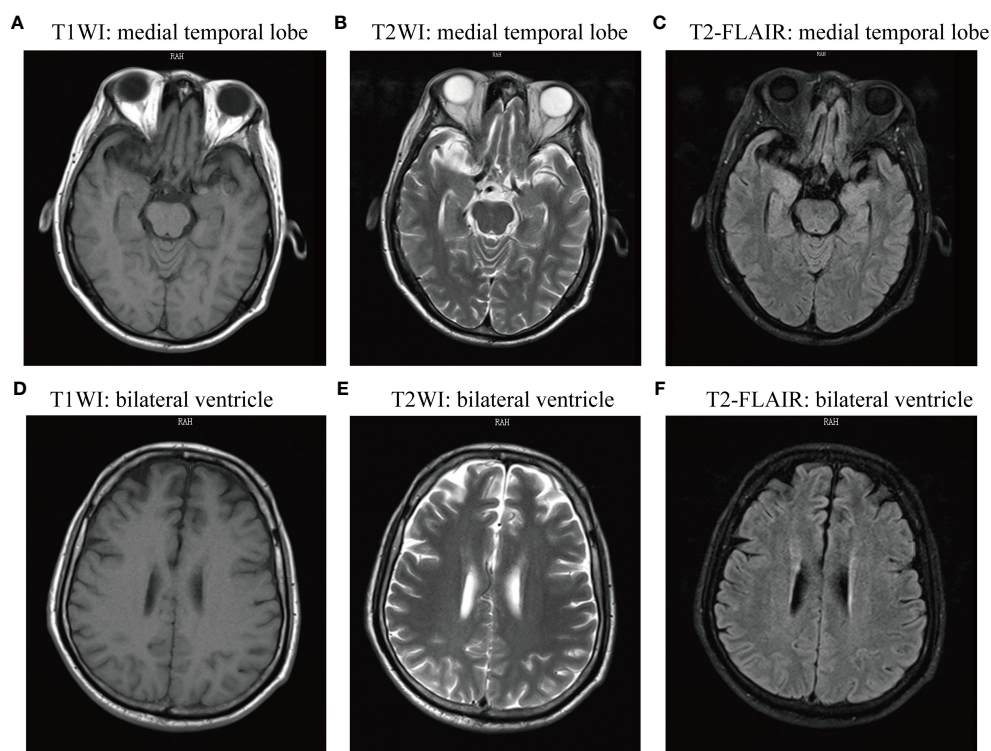 A T1WI: medial temporal lobe
B T2WI: medial temporal lobe
C T2-FLAIR: medial temporal lobe
RAH
RAH
RAH
D T1WI: bilateral ventricle
E T2WI: bilateral ventricle
F T2-FLAIR: bilateral ventricle
RAH
RAH
RAH